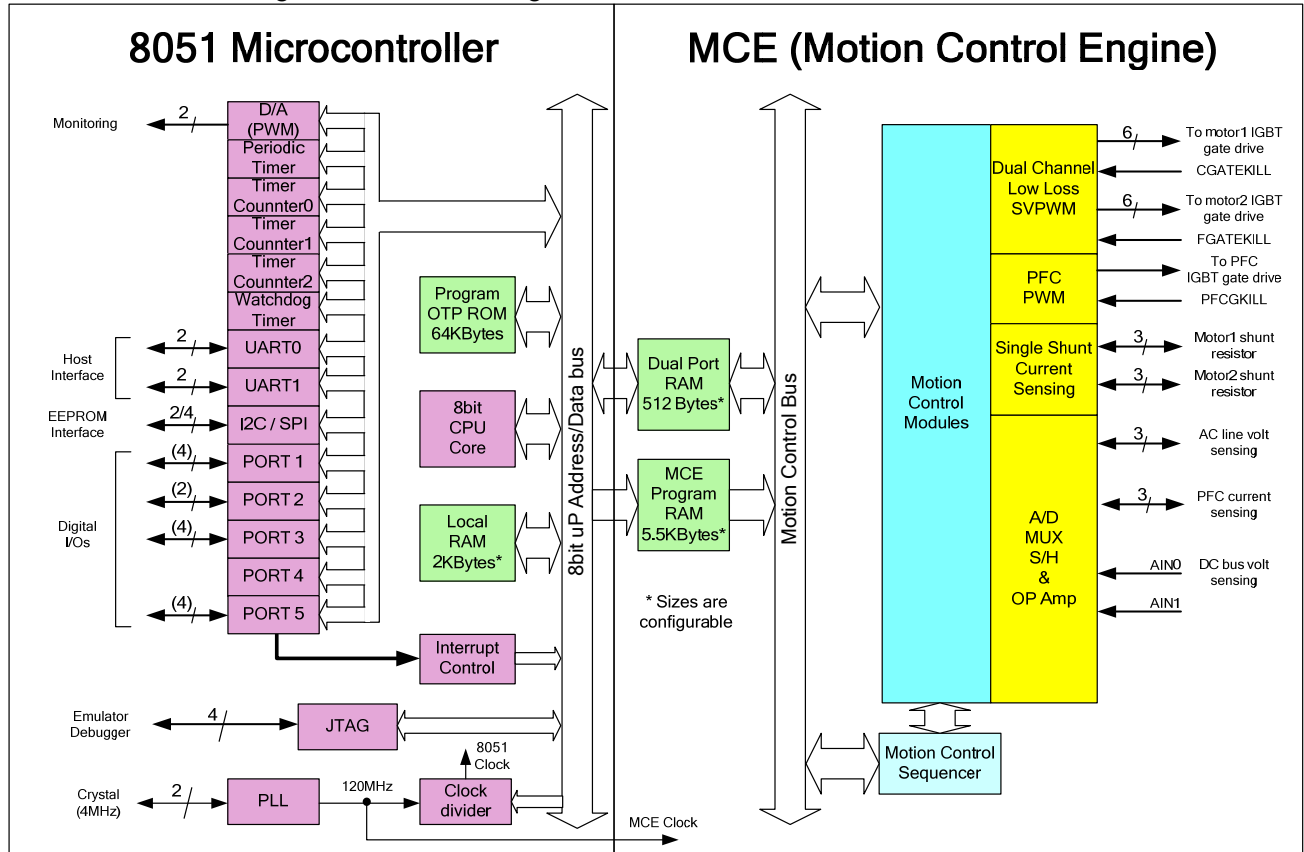 8051 Microcontroller
MCE (Motion Control Engine)
Monitoring
2
D/A
(PWM)
Periodic
Timer
Timer
Counnter0
Timer
Counnter1
Timer
Counnter2
Watchdog
Timer
Host
Interface
2
UART0
2
UART1
EEPROM
Interface
2/4
I2C / SPI
Digital
I/Os
(4)
PORT 1
(2)
PORT 2
(4)
PORT 3
PORT 4
(4)
PORT 5
Program
OTP ROM
64KBytes
8bit
CPU
Core
Local
RAM
2KBytes*
Interrupt
Control
Emulator
Debugger
4
JTAG
8051
Clock
Crystal
(4MHz)
2
PLL
120MHz
Clock
divider
MCE Clock
8bit uP Address/Data bus
Dual Port
RAM
512 Bytes*
MCE
Program
RAM
5.5KBytes*
* Sizes are
configurable
Motion Control Bus
Motion
Control
Modules
Motion Control
Sequencer
Dual Channel
Low Loss
SVPWM
PFC
PWM
Single Shunt
Current
Sensing
A/D
MUX
S/H
&
OP Amp
6
To motor1 IGBT
gate drive
CGATEKILL
6
To motor2 IGBT
gate drive
FGATEKILL
To PFC
IGBT gate drive
PFCGKILL
3
Motor1 shunt
resistor
3
Motor2 shunt
resistor
3
AC line volt
sensing
3
PFC current
sensing
AIN0
DC bus volt
sensing
AIN1